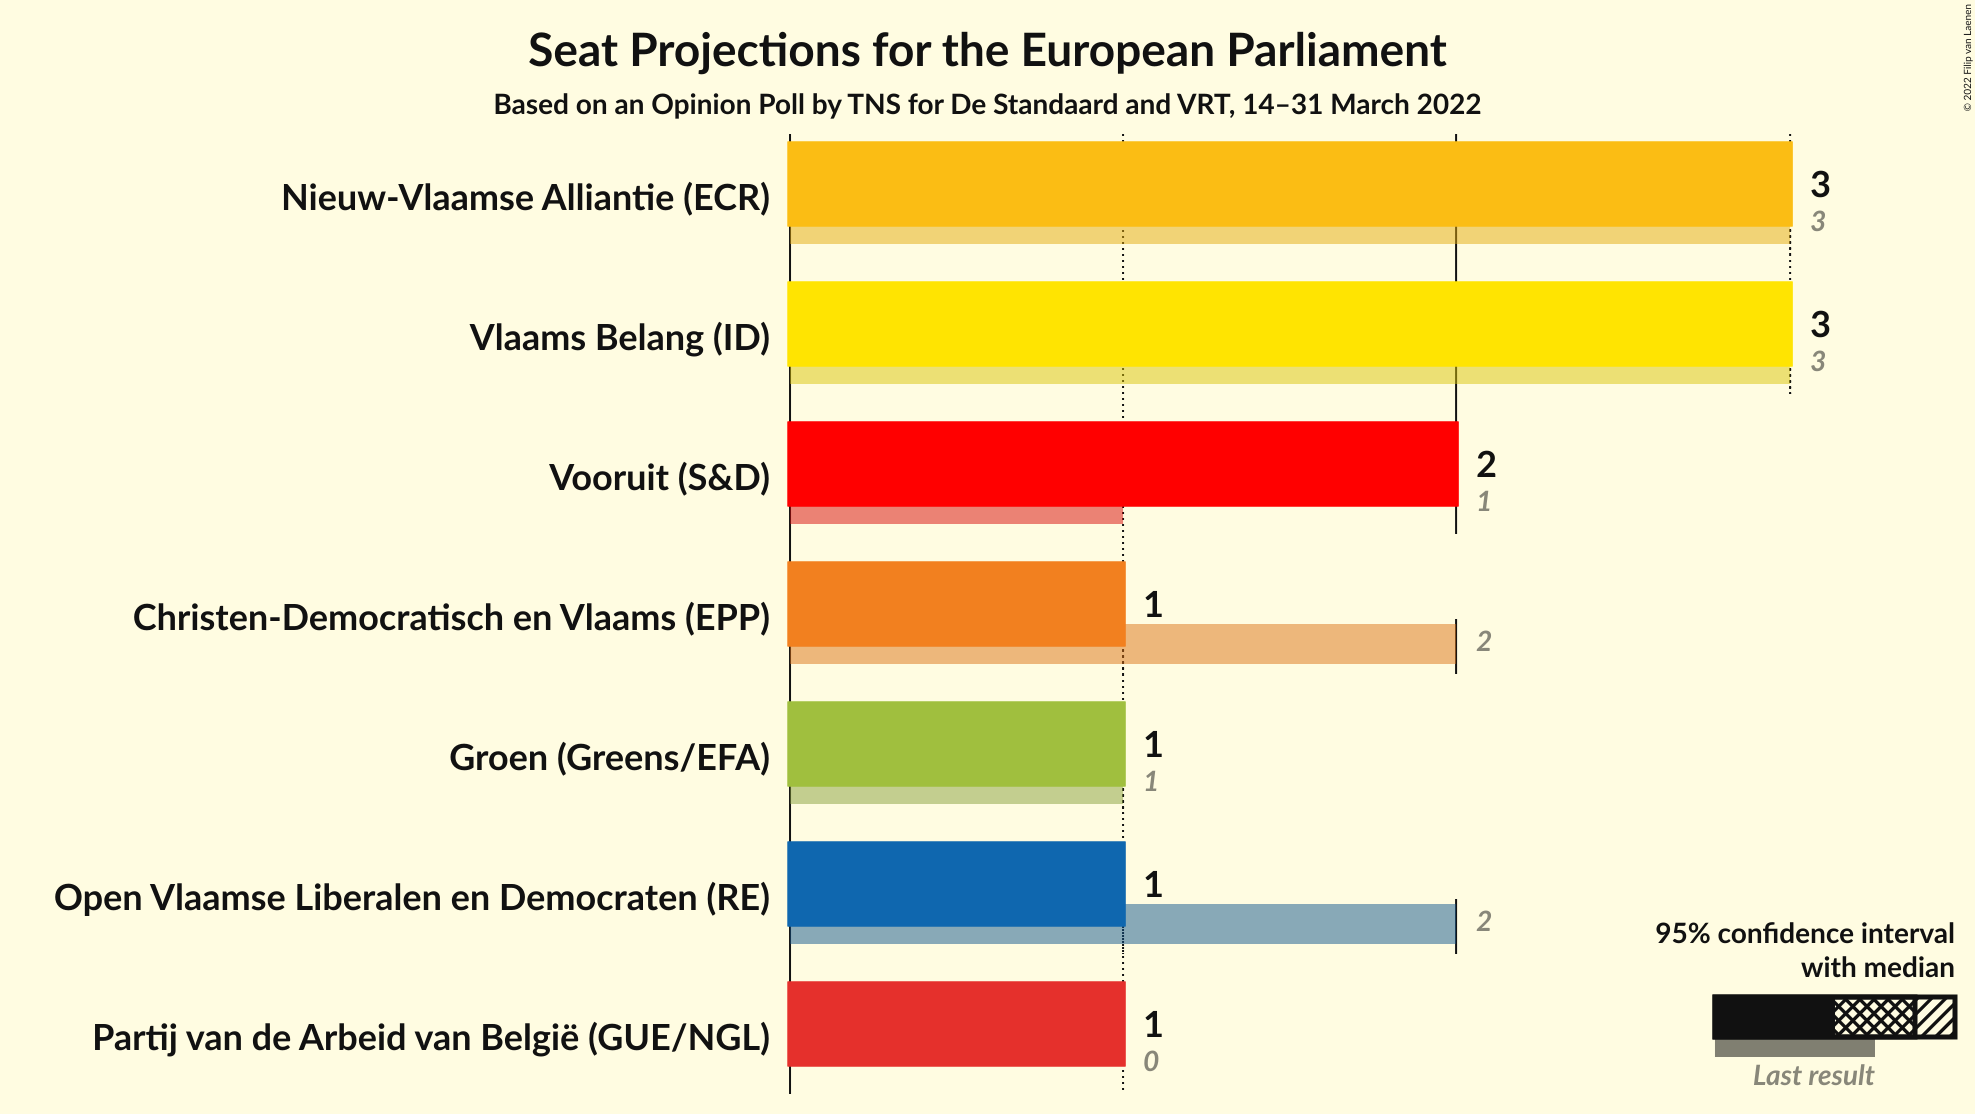 Seat Projections for the European Parliament
Based on an Opinion Poll by TNS for De Standaard and VRT, 14–31 March 2022
© 2022 Filip van Laenen
Nieuw-Vlaamse Alliantie (ECR)
3
3
Vlaams Belang (ID)
3
3
Vooruit (S&D)
2
1
Christen-Democratisch en Vlaams (EPP)
1
2
Groen (Greens/EFA)
1
1
Open Vlaamse Liberalen en Democraten (RE)
1
2
Partij van de Arbeid van België (GUE/NGL)
1
0
95% confidence interval
with median
Last result